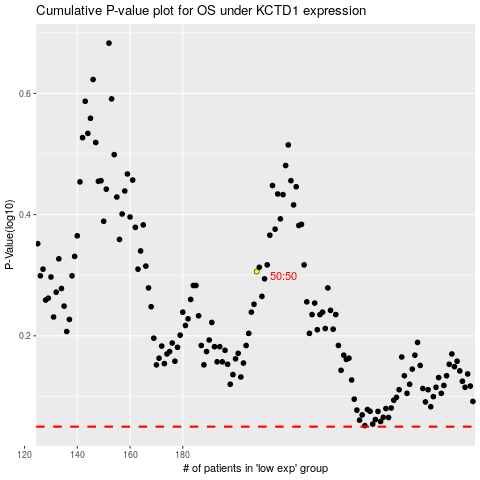 Cumulative P-value plot for OS under KCTD1 expression
P-Value(log10)
0.6
0.4
0.2
50:50
120 140 160 180
# of patients in 'low exp' group